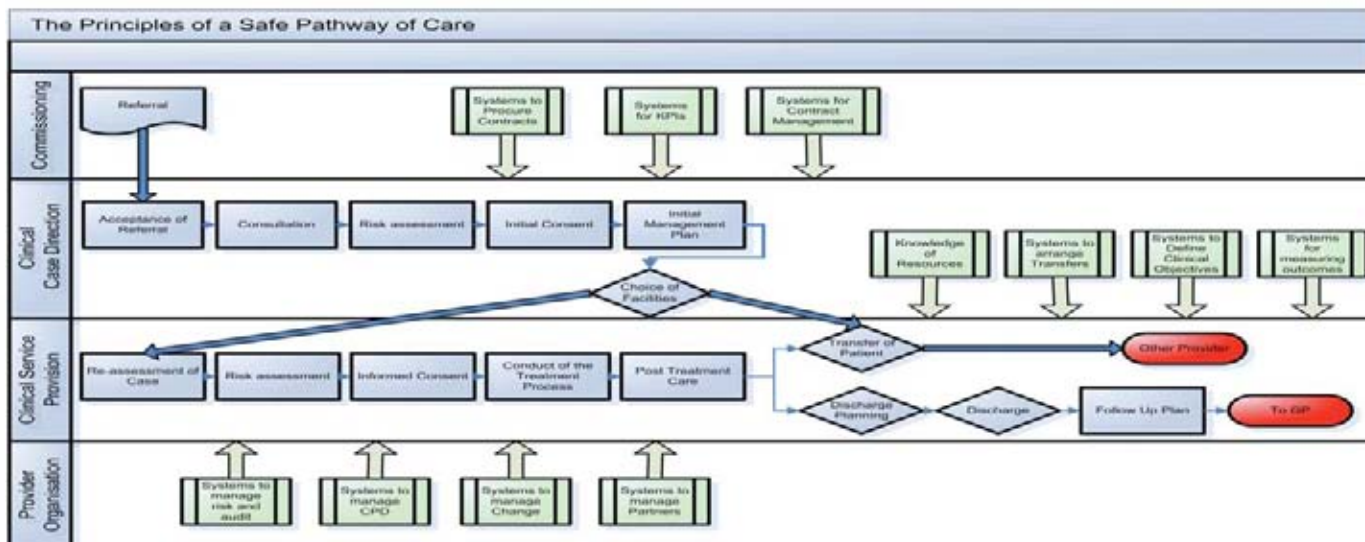 The Principles of a Safe Pathway of Care
Commissioning
Referral
Systems to
Procure
Contracts
Systems
for KPIs
Systems for
Contract
Management
Clinical
Case Direction
Acceptance of
Referral
Consultation
Risk assessment
Initial Consent
Initial
Management
Plan
Choice of
Facilities
Knowledge
of
Resources
Systems to
arrange
Transfers
Systems to
Define
Clinical
Objectives
Systems
for
measuring
outcomes
Clinical Service
Provision
Re-assessment of
Case
Risk assessment
Informed Consent
Conduct of the
Treatment
Process
Post Treatment
Care
Transfer of
Patient
Other Provider
Discharge
Planning
Discharge
Follow Up Plan
To GP
Provider
Organisation
Systems to
manage
risk and
audit
Systems to
manage
CPD
Systems to
manage
Change
Systems to
manage
Partners